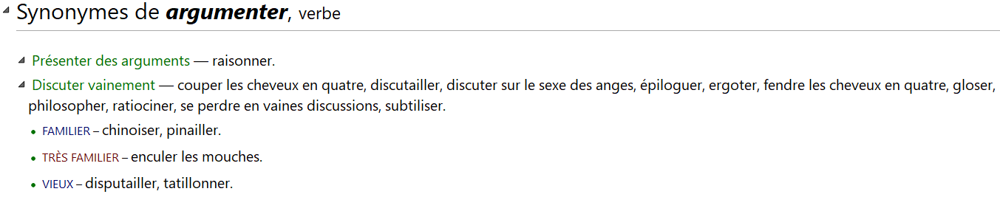 Synonymes de argumenter, verbe
Présenter des arguments — raisonner.
Discuter vainement — couper les cheveux en quatre, discutailler, discuter sur le sexe des anges, épiloguer, ergoter, fendre les cheveux en quatre, gloser,
philosopher, ratiociner, se perdre en vaines discussions, subtiliser.
• FAMILIER – chinoiser, pinailler.
• TRÈS FAMILIER – enculer les mouches.
• VIEUX – disputailler, tatillonner.